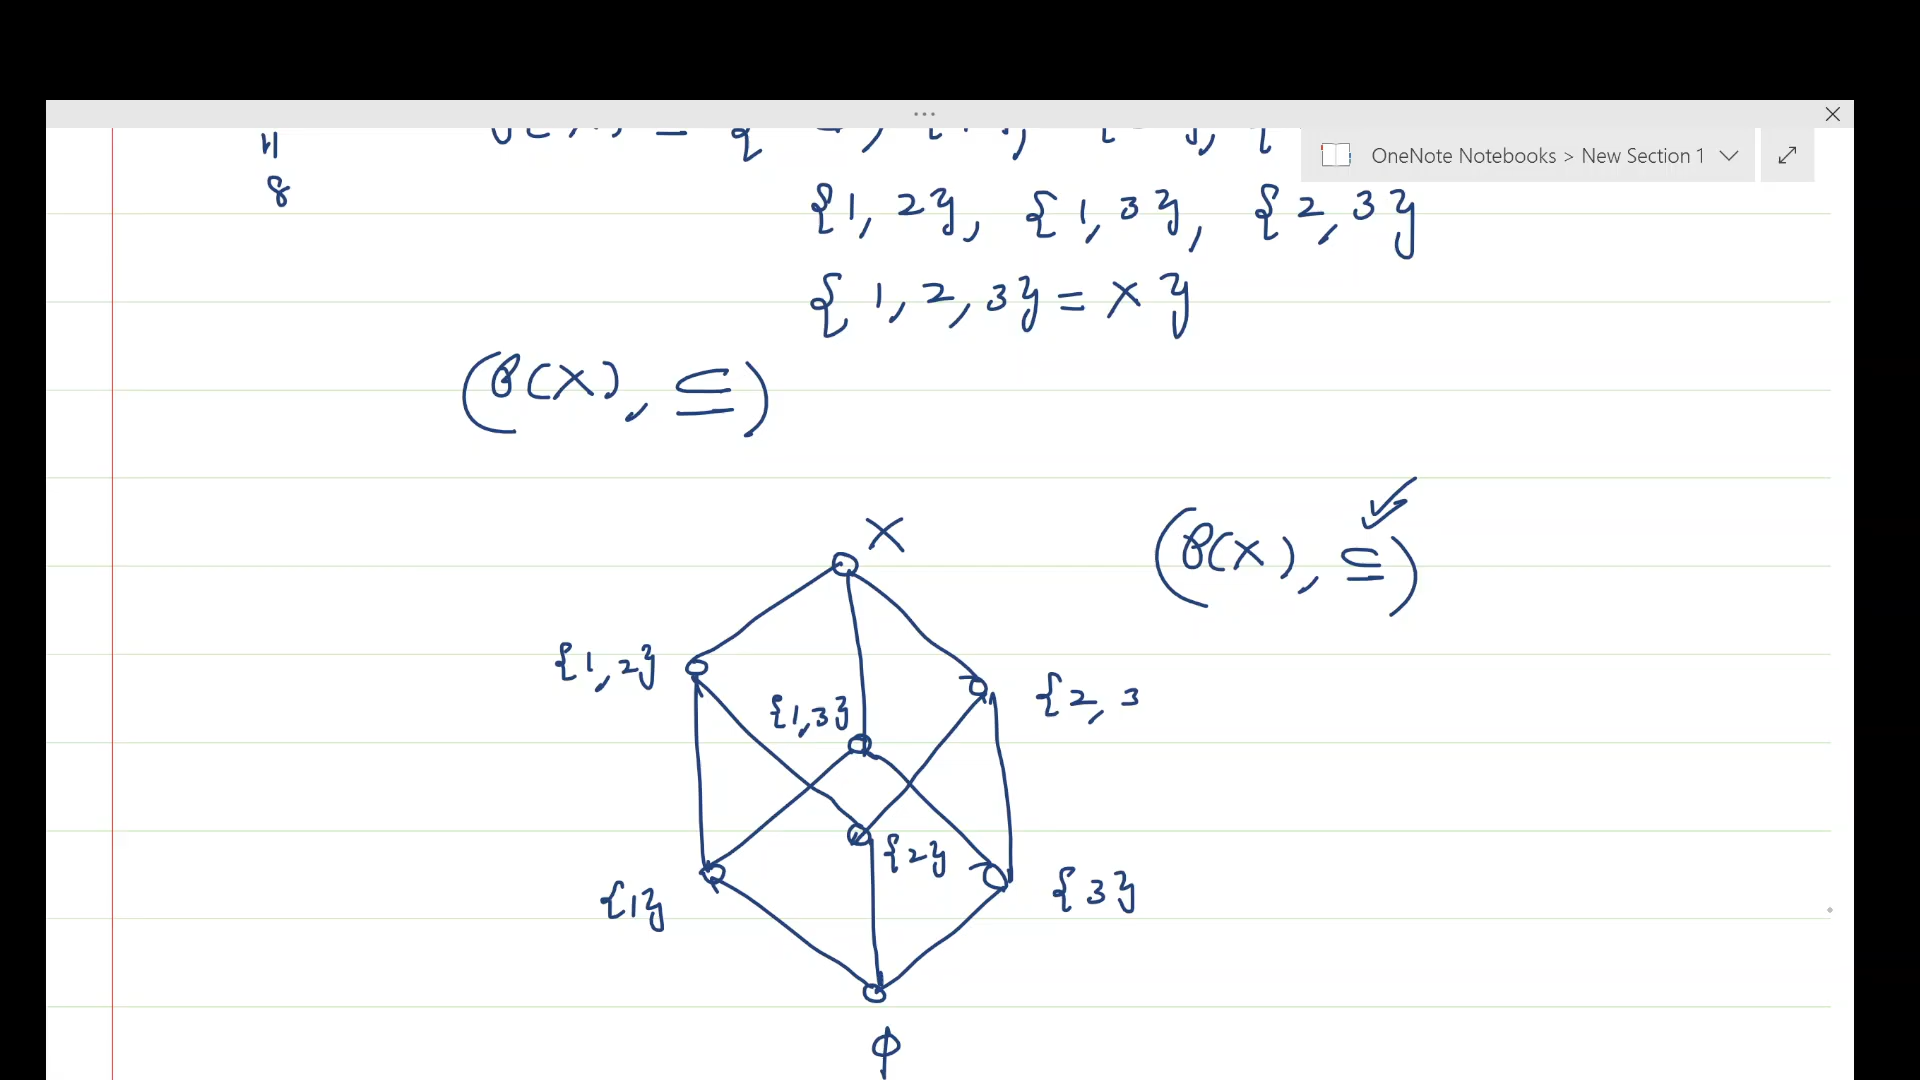 OneNote Notebooks > New Section 1
8
{1, 2}, {1, 3}, {2, 3}
{1, 2, 3} = X }
(P(X), ⊆)
X
(P(X), ⊆)
{1, 2}
{2, 3
{1,3}
{2}
{1}
{3}
φ